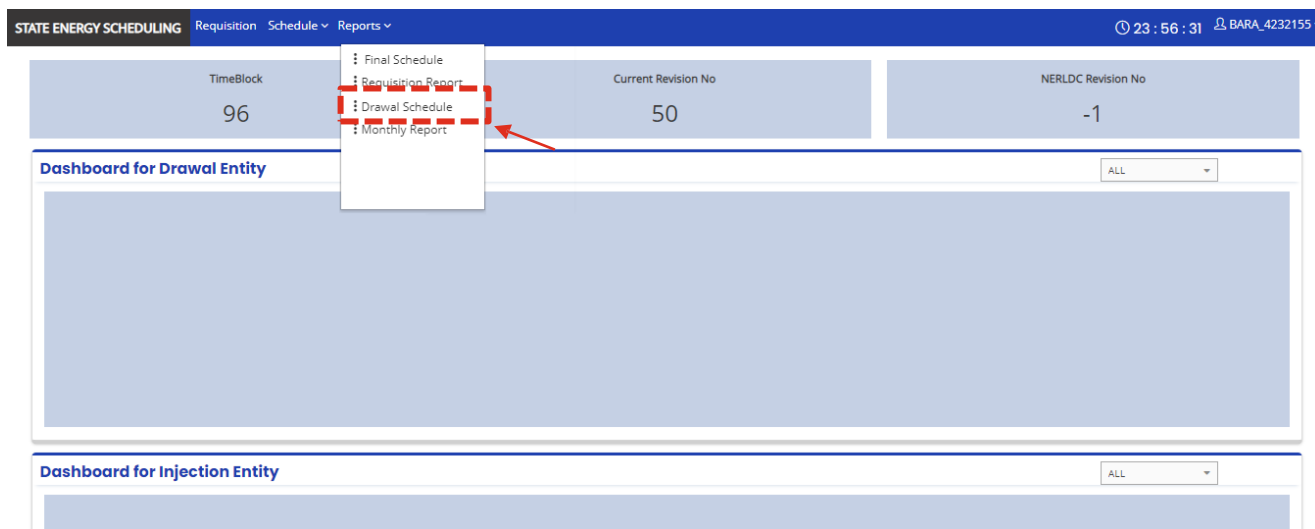 STATE ENERGY SCHEDULING Requisition Schedule Reports 23 : 56 : 31 BARA_4232155
Final Schedule
Requisition Report
Drawal Schedule
Monthly Report
TimeBlock
96
Current Revision No
50
NERLDC Revision No
-1
Dashboard for Drawal Entity ALL
Dashboard for Injection Entity ALL